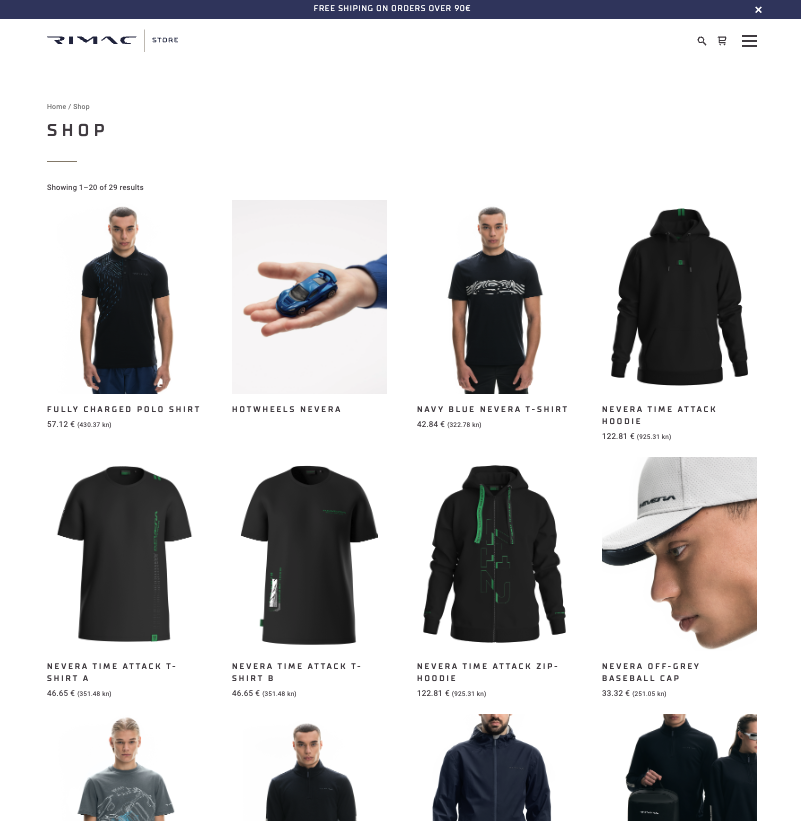 FREE SHIPING ON ORDERS OVER 90€
RIMAC STORE
Home / Shop
SHOP
Showing 1–20 of 29 results
FULLY CHARGED POLO SHIRT
57.12 € (430.37 kn)
HOTWHEELS NEVERA
NAVY BLUE NEVERA T-SHIRT
42.84 € (322.78 kn)
NEVERA TIME ATTACK
HOODIE
122.81 € (925.31 kn)
NEVERA
NEVERA TIME ATTACK T-
SHIRT A
46.65 € (351.48 kn)
NEVERA TIME ATTACK T-
SHIRT B
46.65 € (351.48 kn)
NEVERA TIME ATTACK ZIP-
HOODIE
122.81 € (925.31 kn)
NEVERA OFF-GREY
BASEBALL CAP
33.32 € (251.05 kn)
RIMAC